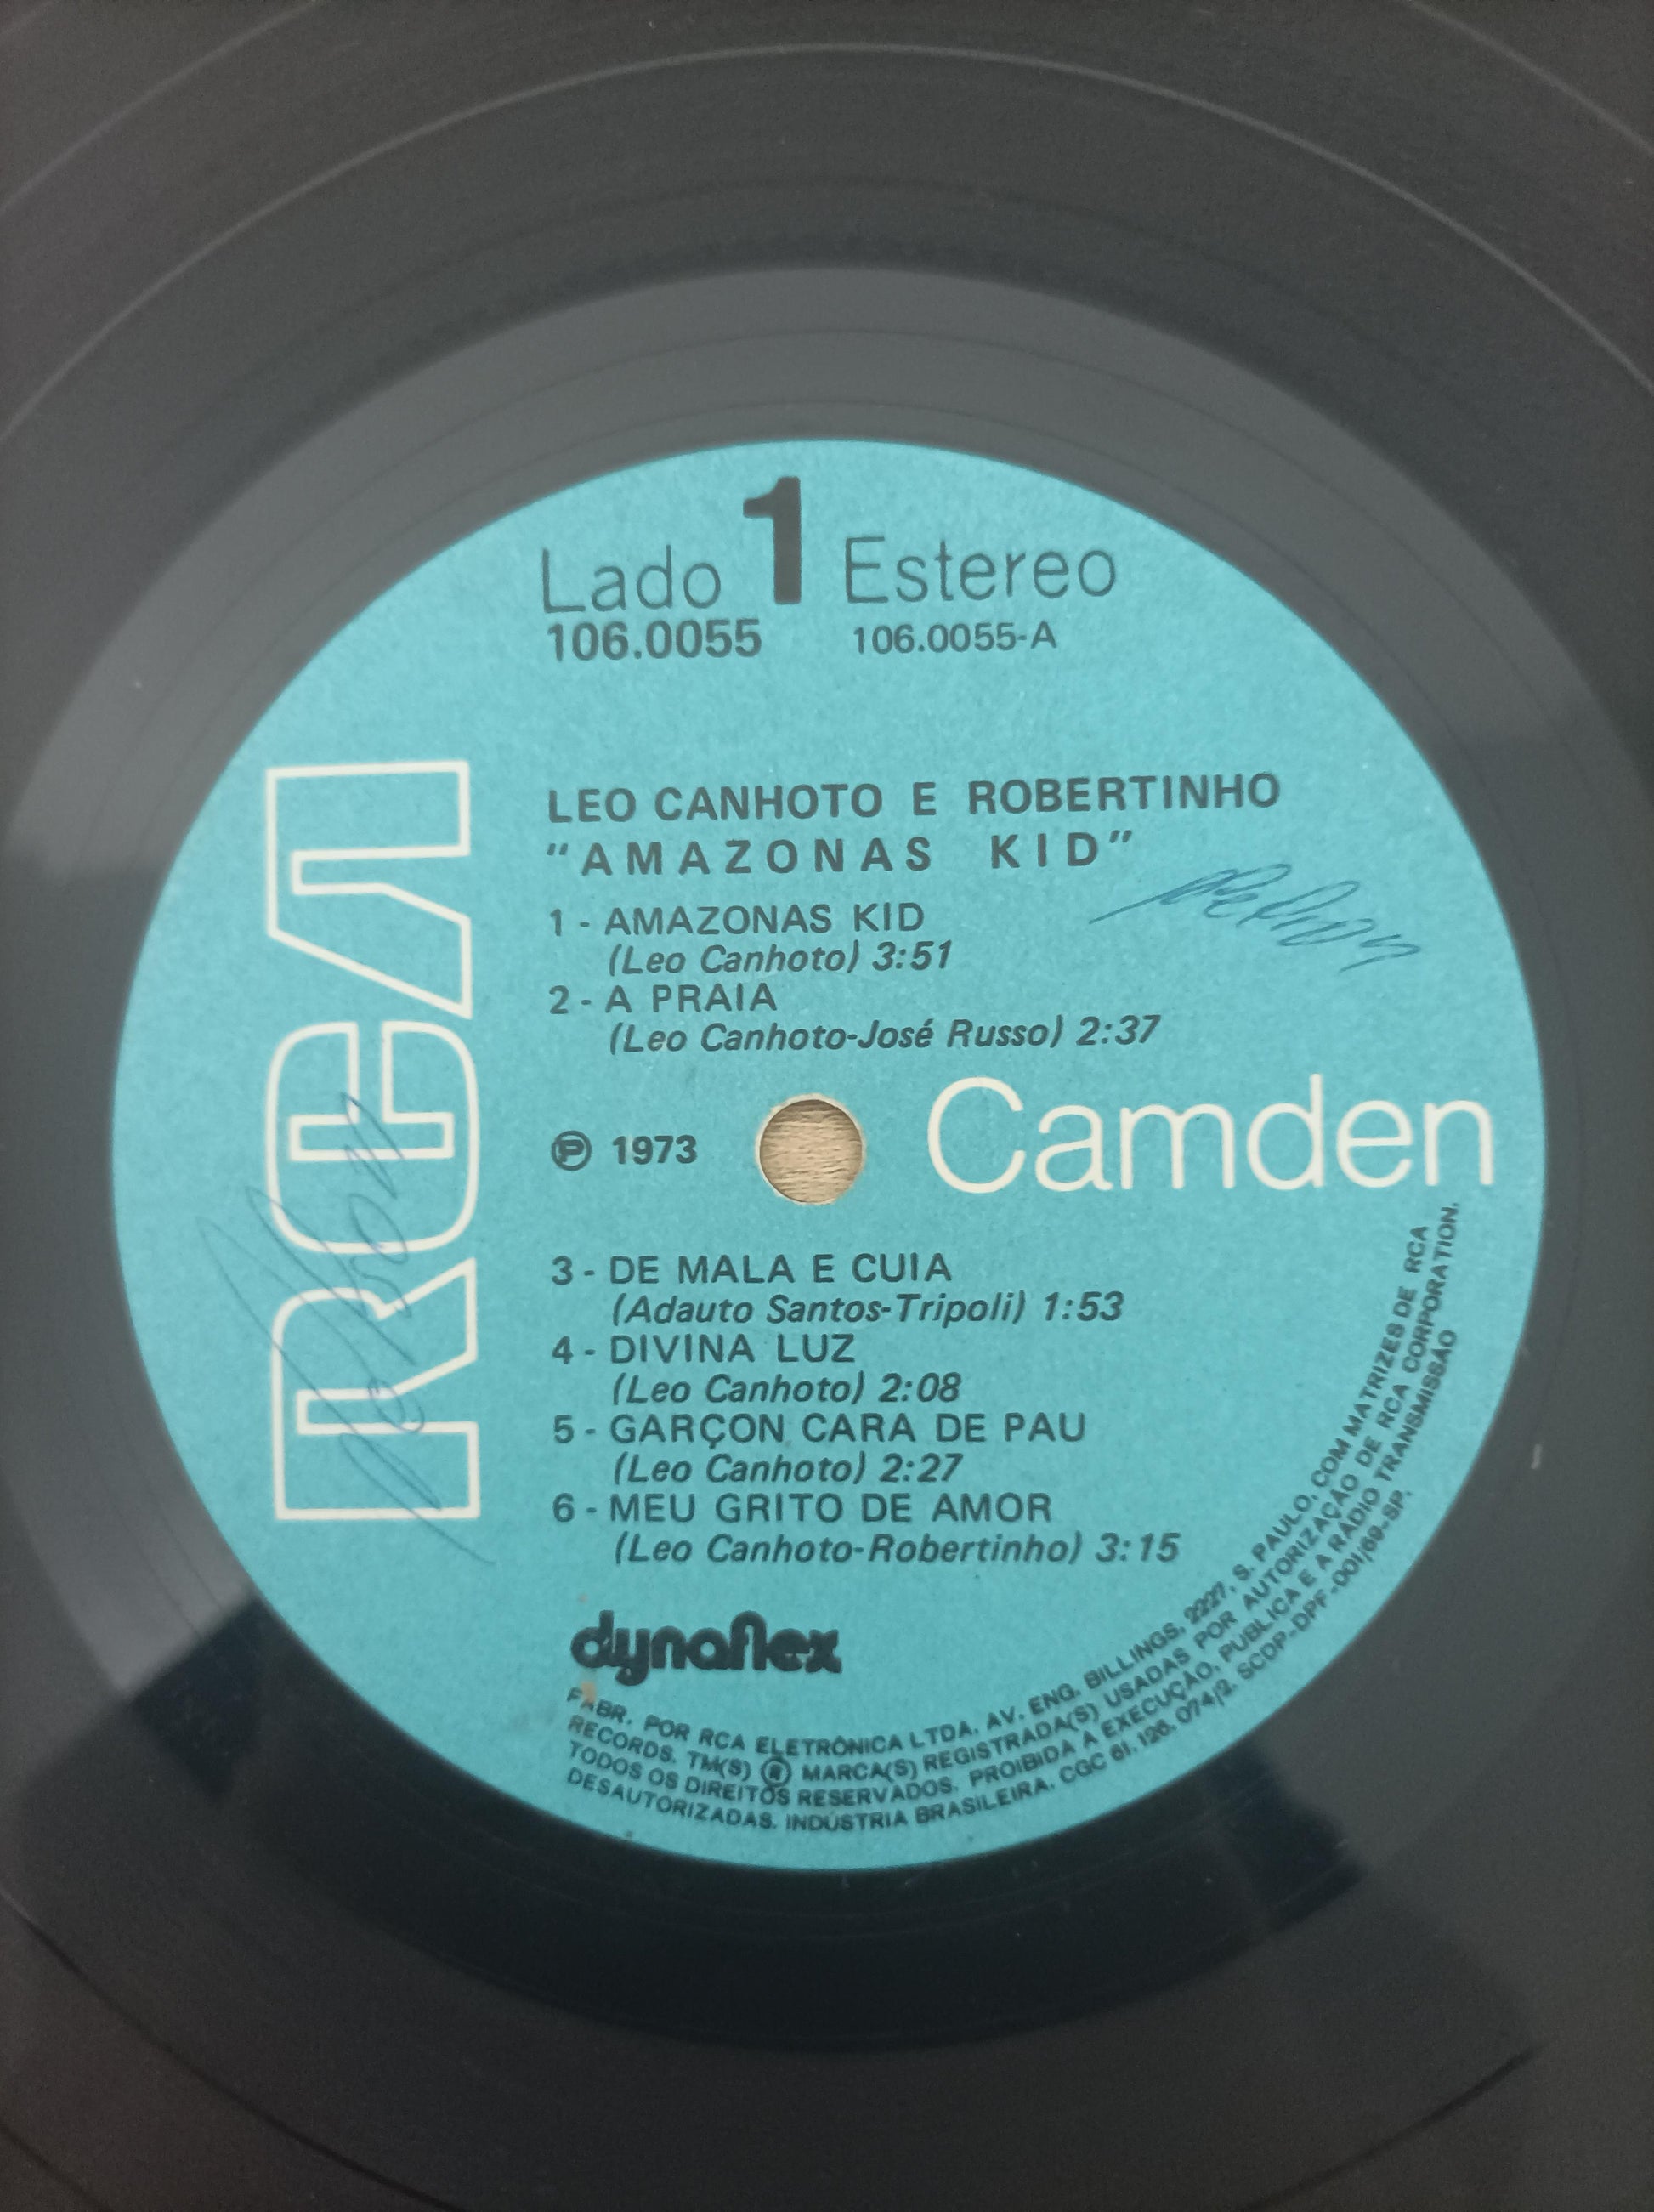 Lado 1 Estereo
106.0055 106.0055-A
RCA
LEO CANHOTO E ROBERTINHO
"AMAZONAS KID"
1 - AMAZONAS KID
(Leo Canhoto) 3:51
2 - A PRAIA
(Leo Canhoto-José Russo) 2:37
℗ 1973
Camden
3 - DE MALA E CUIA
(Adauto Santos-Tripoli) 1:53
4 - DIVINA LUZ
(Leo Canhoto) 2:08
5 - GARÇON CARA DE PAU
(Leo Canhoto) 2:27
6 - MEU GRITO DE AMOR
(Leo Canhoto-Robertinho) 3:15
dynaflex
FABR. POR RCA ELETRÔNICA LTDA. AV. ENG. BILLINGS, 2227, S. PAULO, COM MATRIZES DE RCA
RECORDS. TM(S) ® MARCA(S) REGISTRADA(S) USADAS POR AUTORIZAÇÃO DE RCA CORPORATION.
TODOS OS DIREITOS RESERVADOS. PROIBIDA A EXECUÇÃO, PUBLICA E A RÁDIO TRANSMISSÃO
DESAUTORIZADAS. INDÚSTRIA BRASILEIRA. CGC 61. 126. 074/2. SCDP-DPF-001/69-SP.